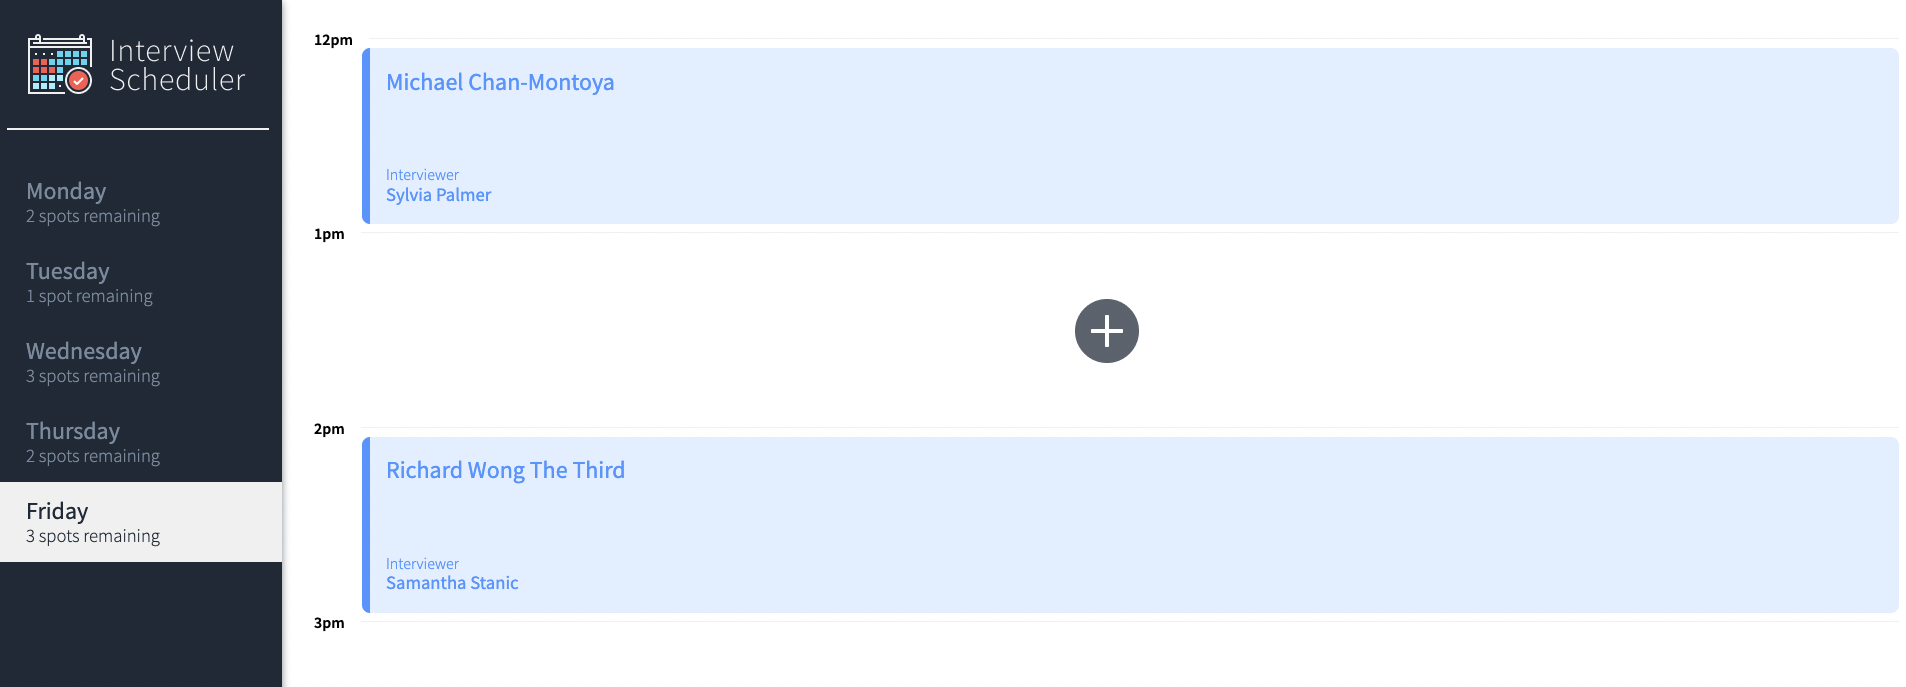 Interview
Scheduler
Monday
2 spots remaining
Tuesday
1 spot remaining
Wednesday
3 spots remaining
Thursday
2 spots remaining
Friday
3 spots remaining
12pm
Michael Chan-Montoya
Interviewer
Sylvia Palmer
1pm
2pm
Richard Wong The Third
Interviewer
Samantha Stanic
3pm